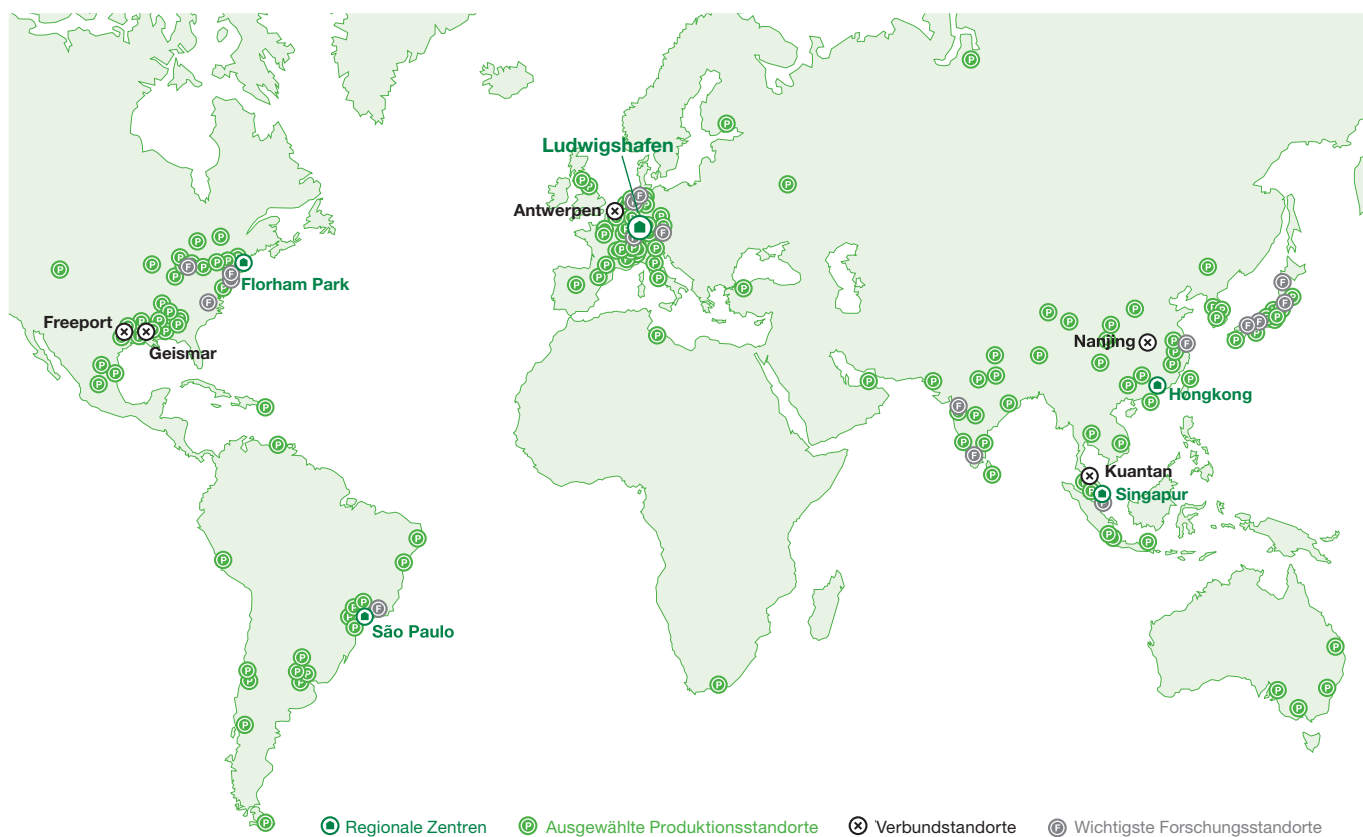 Ludwigshafen
Antwerpen
Florham Park
Freeport
Geismar
Nanjing
Hongkong
Kuantan
Singapur
São Paulo
Regionale Zentren
P Ausgewählte Produktionsstandorte
Verbundstandorte
F Wichtigste Forschungsstandorte